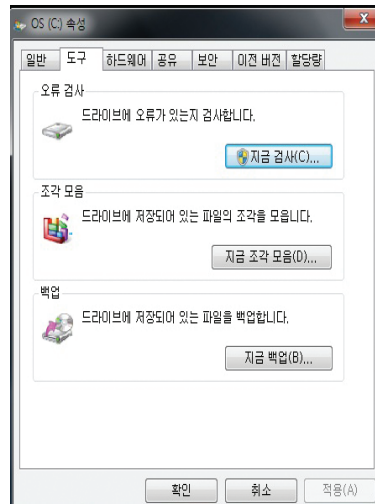 OS (C:) 속성
일반 도구 하드웨어 공유 보안 이전 버전 할당량
오류 검사
드라이브에 오류가 있는지 검사합니다.
지금 검사(C)...
조각 모음
드라이브에 저장되어 있는 파일의 조각을 모읍니다.
지금 조각 모음(D)...
백업
드라이브에 저장되어 있는 파일을 백업합니다.
지금 백업(B)...
확인 취소 적용(A)